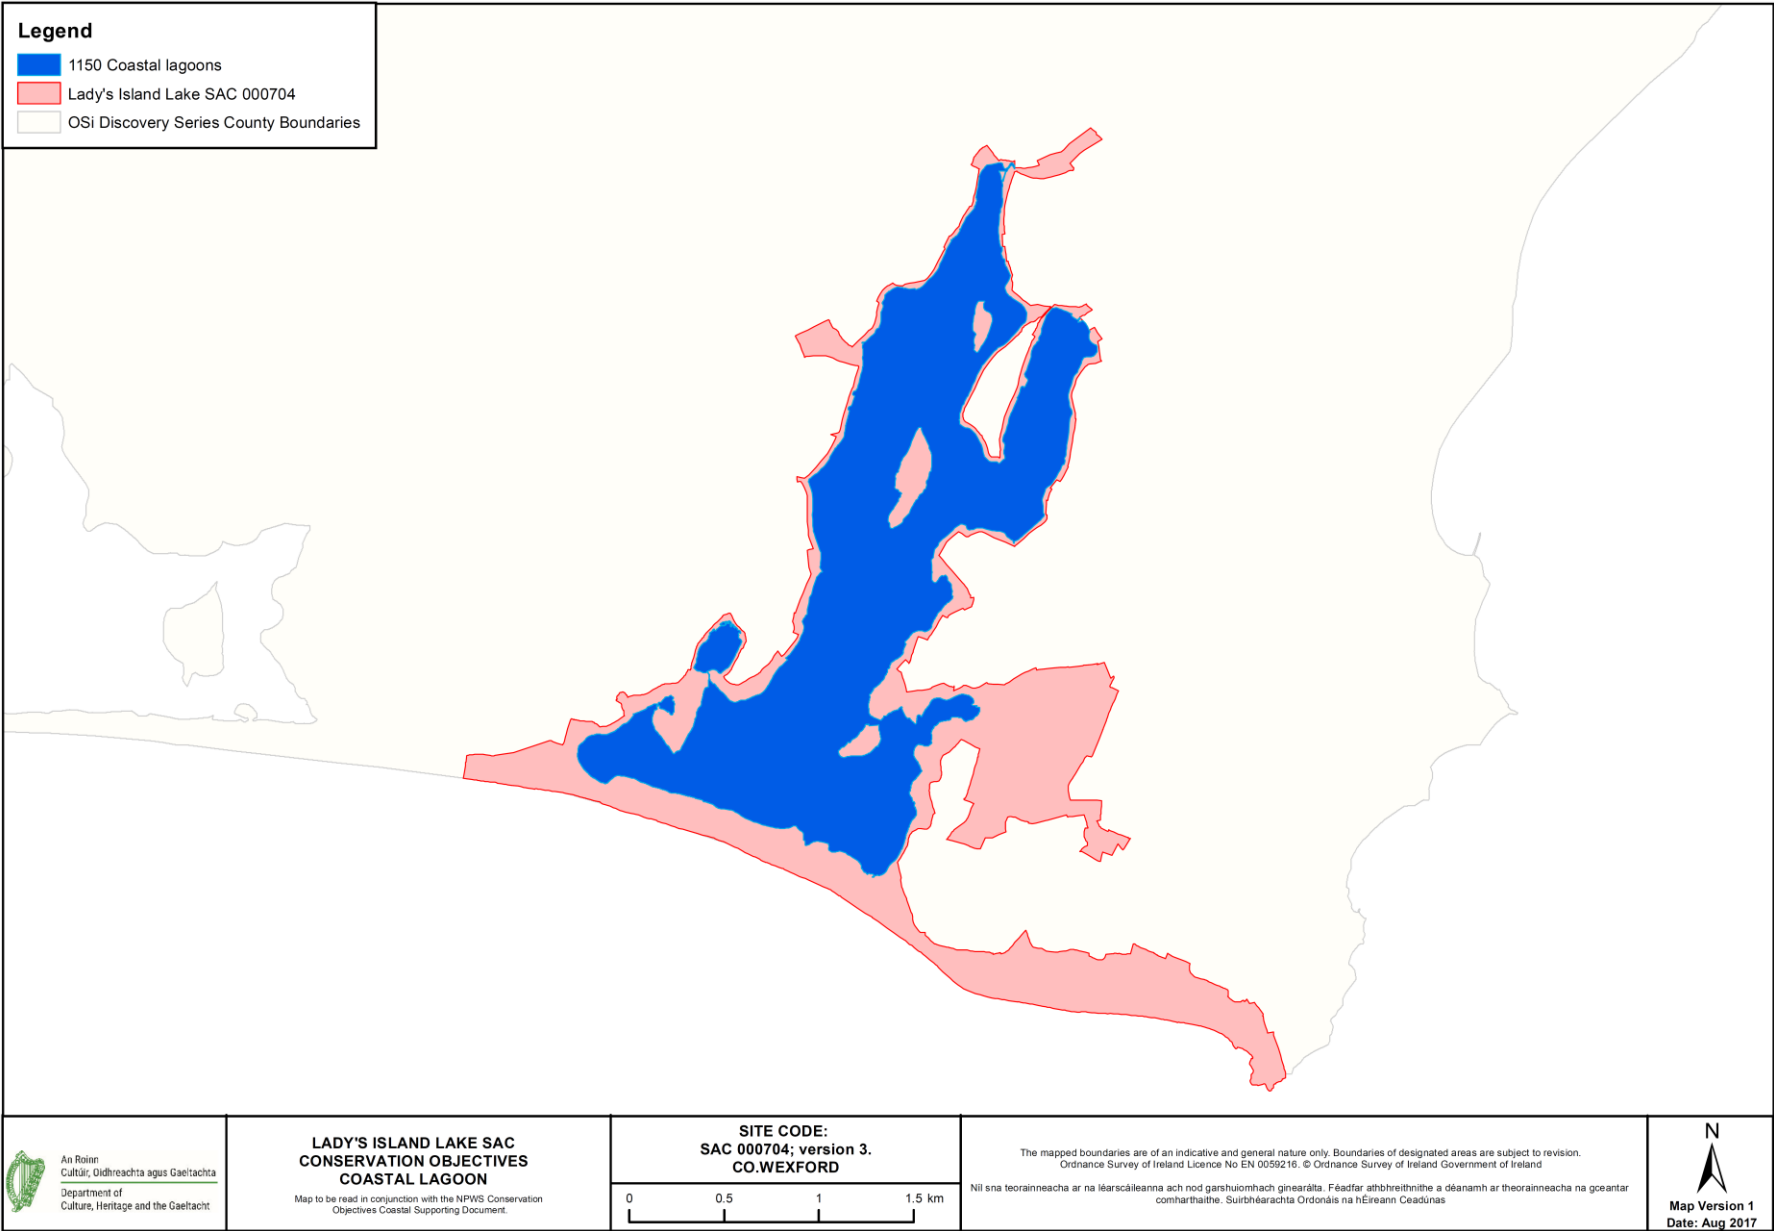 Legend
1150 Coastal lagoons
Lady's Island Lake SAC 000704
OSi Discovery Series County Boundaries
An Roinn
Cultúir, Oidhreachta agus Gaeltachta
Department of
Culture, Heritage and the Gaeltacht
LADY'S ISLAND LAKE SAC
CONSERVATION OBJECTIVES
COASTAL LAGOON
Map to be read in conjunction with the NPWS Conservation
Objectives Coastal Supporting Document.
SITE CODE:
SAC 000704; version 3.
CO.WEXFORD
0 0.5 1 1.5 km
The mapped boundaries are of an indicative and general nature only. Boundaries of designated areas are subject to revision.
Ordnance Survey of Ireland Licence No EN 0059216. © Ordnance Survey of Ireland Government of Ireland
Níl sna teorainneacha ar na léarscáileanna ach nod garshuiomhach ginearálta. Féadfar athbhreithnithe a déanamh ar theorainneacha na gceantar
comharthaithe. Suirbhéarachta Ordonáis na hÉireann Ceadúnas
N
Map Version 1
Date: Aug 2017